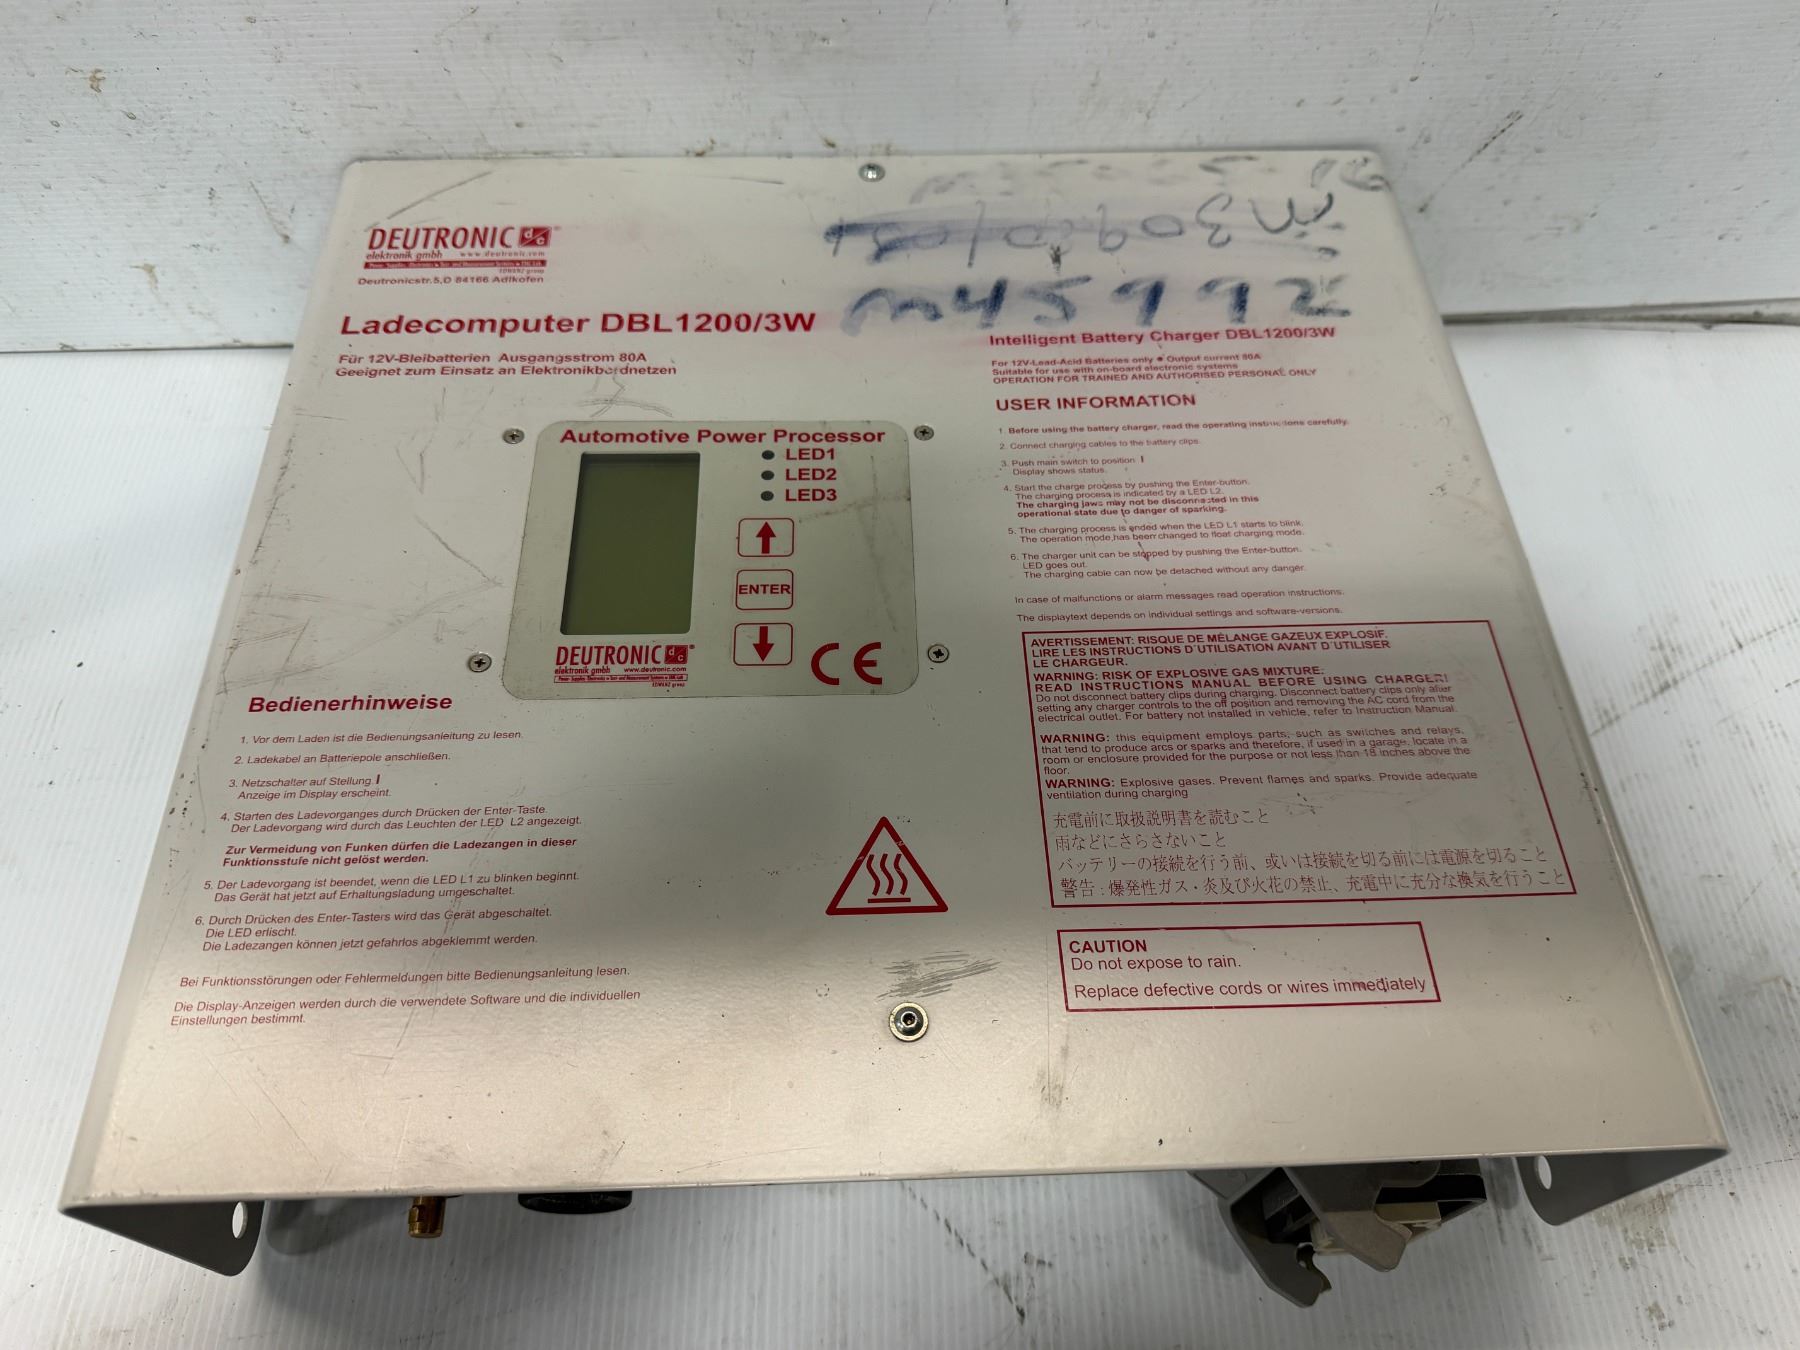 DEUTRONIC d/c
elektronik gmbh www.deutronic.com
Deutronicstr.5,D 84166 Adlkofen
Ladecomputer DBL1200/3W
Für 12V-Bleibatterien Ausgangsstrom 80A
Geeignet zum Einsatz an Elektronikbordnetzen
m45992
Intelligent Battery Charger DBL1200/3W
For 12V-Lead-Acid Batteries only ● Output current 80A
Suitable for use with on-board electronic systems
OPERATION FOR TRAINED AND AUTHORISED PERSONAL ONLY
USER INFORMATION
1. Before using the battery charger, read the operating instructions carefully.
2. Connect charging cables to the battery clips.
3. Push main switch to position I
Display shows status.
4. Start the charge process by pushing the Enter-button.
The charging process is indicated by a LED L2.
The charging jaws may not be disconnected in this
operational state due to danger of sparking.
5. The charging process is ended when the LED L1 starts to blink.
The operation mode has been changed to float charging mode.
6. The charger unit can be stopped by pushing the Enter-button.
LED goes out.
The charging cable can now be detached without any danger.
In case of malfunctions or alarm messages read operation instructions.
The displaytext depends on individual settings and software-versions.
Automotive Power Processor
LED1
LED2
LED3
ENTER
DEUTRONIC d/c
elektronik gmbh www.deutronic.com
Power Supplies, Electronics ● Test- and Measurement Systems ● EMC-Lab
EDWANZ group
CE
Bedienerhinweise
1. Vor dem Laden ist die Bedienungsanleitung zu lesen.
2. Ladekabel an Batteriepole anschließen.
3. Netzschalter auf Stellung I
Anzeige im Display erscheint.
4. Starten des Ladevorganges durch Drücken der Enter-Taste.
Der Ladevorgang wird durch das Leuchten der LED L2 angezeigt.
Zur Vermeidung von Funken dürfen die Ladezangen in dieser
Funktionsstufe nicht gelöst werden.
5. Der Ladevorgang ist beendet, wenn die LED L1 zu blinken beginnt.
Das Gerät hat jetzt auf Erhaltungsladung umgeschaltet.
6. Durch Drücken des Enter-Tasters wird das Gerät abgeschaltet.
Die LED erlischt.
Die Ladezangen können jetzt gefahrlos abgeklemmt werden.
Bei Funktionsstörungen oder Fehlermeldungen bitte Bedienungsanleitung lesen.
Die Display-Anzeigen werden durch die verwendete Software und die individuellen
Einstellungen bestimmt.
AVERTISSEMENT: RISQUE DE MÉLANGE GAZEUX EXPLOSIF.
LIRE LES INSTRUCTIONS D'UTILISATION AVANT D'UTILISER
LE CHARGEUR.
WARNING: RISK OF EXPLOSIVE GAS MIXTURE:
READ INSTRUCTIONS MANUAL BEFORE USING CHARGER!
Do not disconnect battery clips during charging. Disconnect battery clips only after
setting any charger controls to the off position and removing the AC cord from the
electrical outlet. For battery not installed in vehicle, refer to Instruction Manual.
WARNING: this equipment employs parts, such as switches and relays,
that tend to produce arcs or sparks and therefore, if used in a garage, locate in a
room or enclosure provided for the purpose or not less than 18 inches above the
floor.
WARNING: Explosive gases. Prevent flames and sparks. Provide adequate
ventilation during charging
充電前に取扱説明書を読むこと
雨などにさらさないこと
バッテリーの接続を行う前、或いは接続を切る前には電源を切ること
警告：爆発性ガス・炎及び火花の禁止、充電中に充分な換気を行うこと
CAUTION
Do not expose to rain.
Replace defective cords or wires immediately